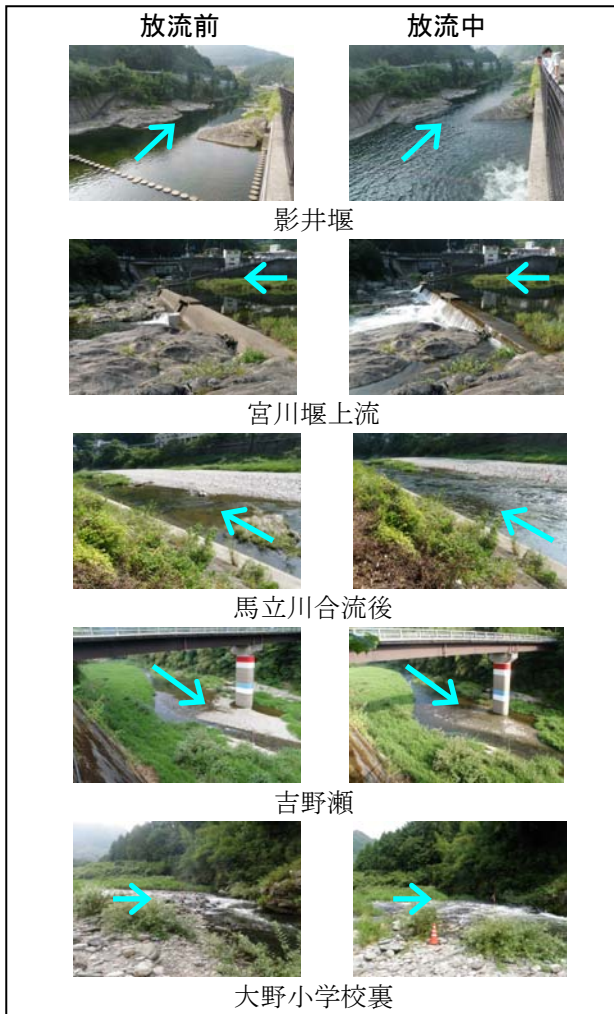 放流前 放流中
影井堰
宮川堰上流
馬立川合流後
吉野瀬
大野小学校裏